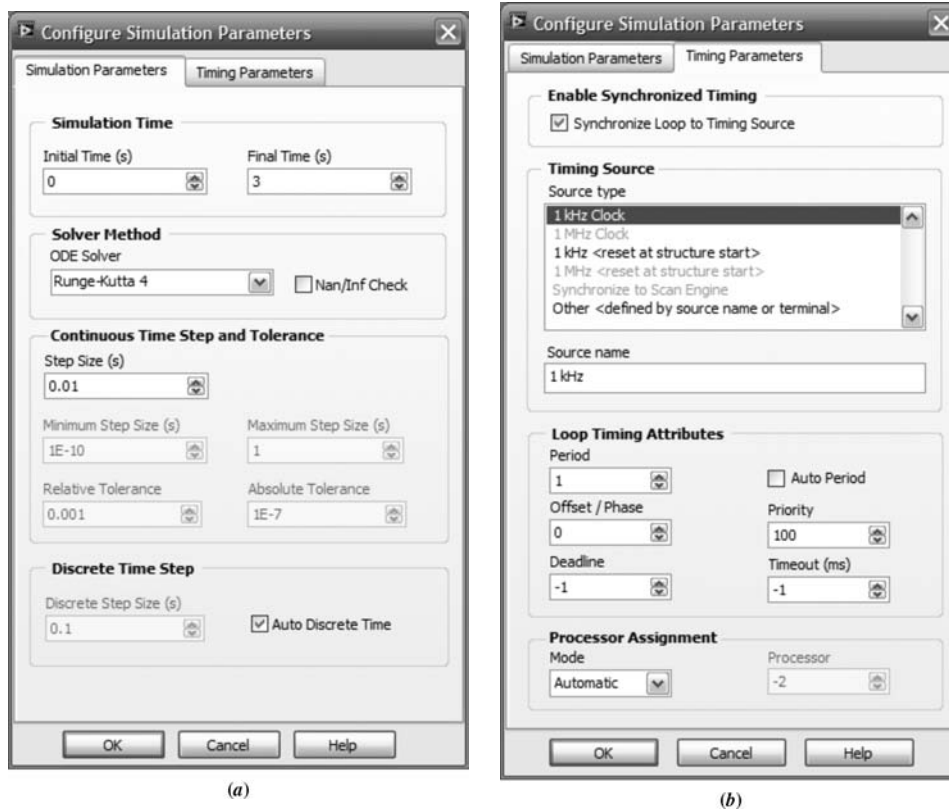 Configure Simulation Parameters
Simulation Parameters
Timing Parameters
Simulation Time
Initial Time (s)
Final Time (s)
0
3
Solver Method
ODE Solver
Runge-Kutta 4
Nan/Inf Check
Continuous Time Step and Tolerance
Step Size (s)
0.01
Minimum Step Size (s)
Maximum Step Size (s)
1E-10
1
Relative Tolerance
Absolute Tolerance
0.001
1E-7
Discrete Time Step
Discrete Step Size (s)
0.1
Auto Discrete Time
OK
Cancel
Help
(a)
Configure Simulation Parameters
Simulation Parameters
Timing Parameters
Enable Synchronized Timing
Synchronize Loop to Timing Source
Timing Source
Source type
1 kHz Clock
1 MHz Clock
1 kHz <reset at structure start>
1 MHz <reset at structure start>
Synchronize to Scan Engine
Other <defined by source name or terminal>
Source name
1 kHz
Loop Timing Attributes
Period
1
Auto Period
Offset / Phase
Priority
0
100
Deadline
Timeout (ms)
-1
-1
Processor Assignment
Mode
Processor
Automatic
-2
OK
Cancel
Help
(b)